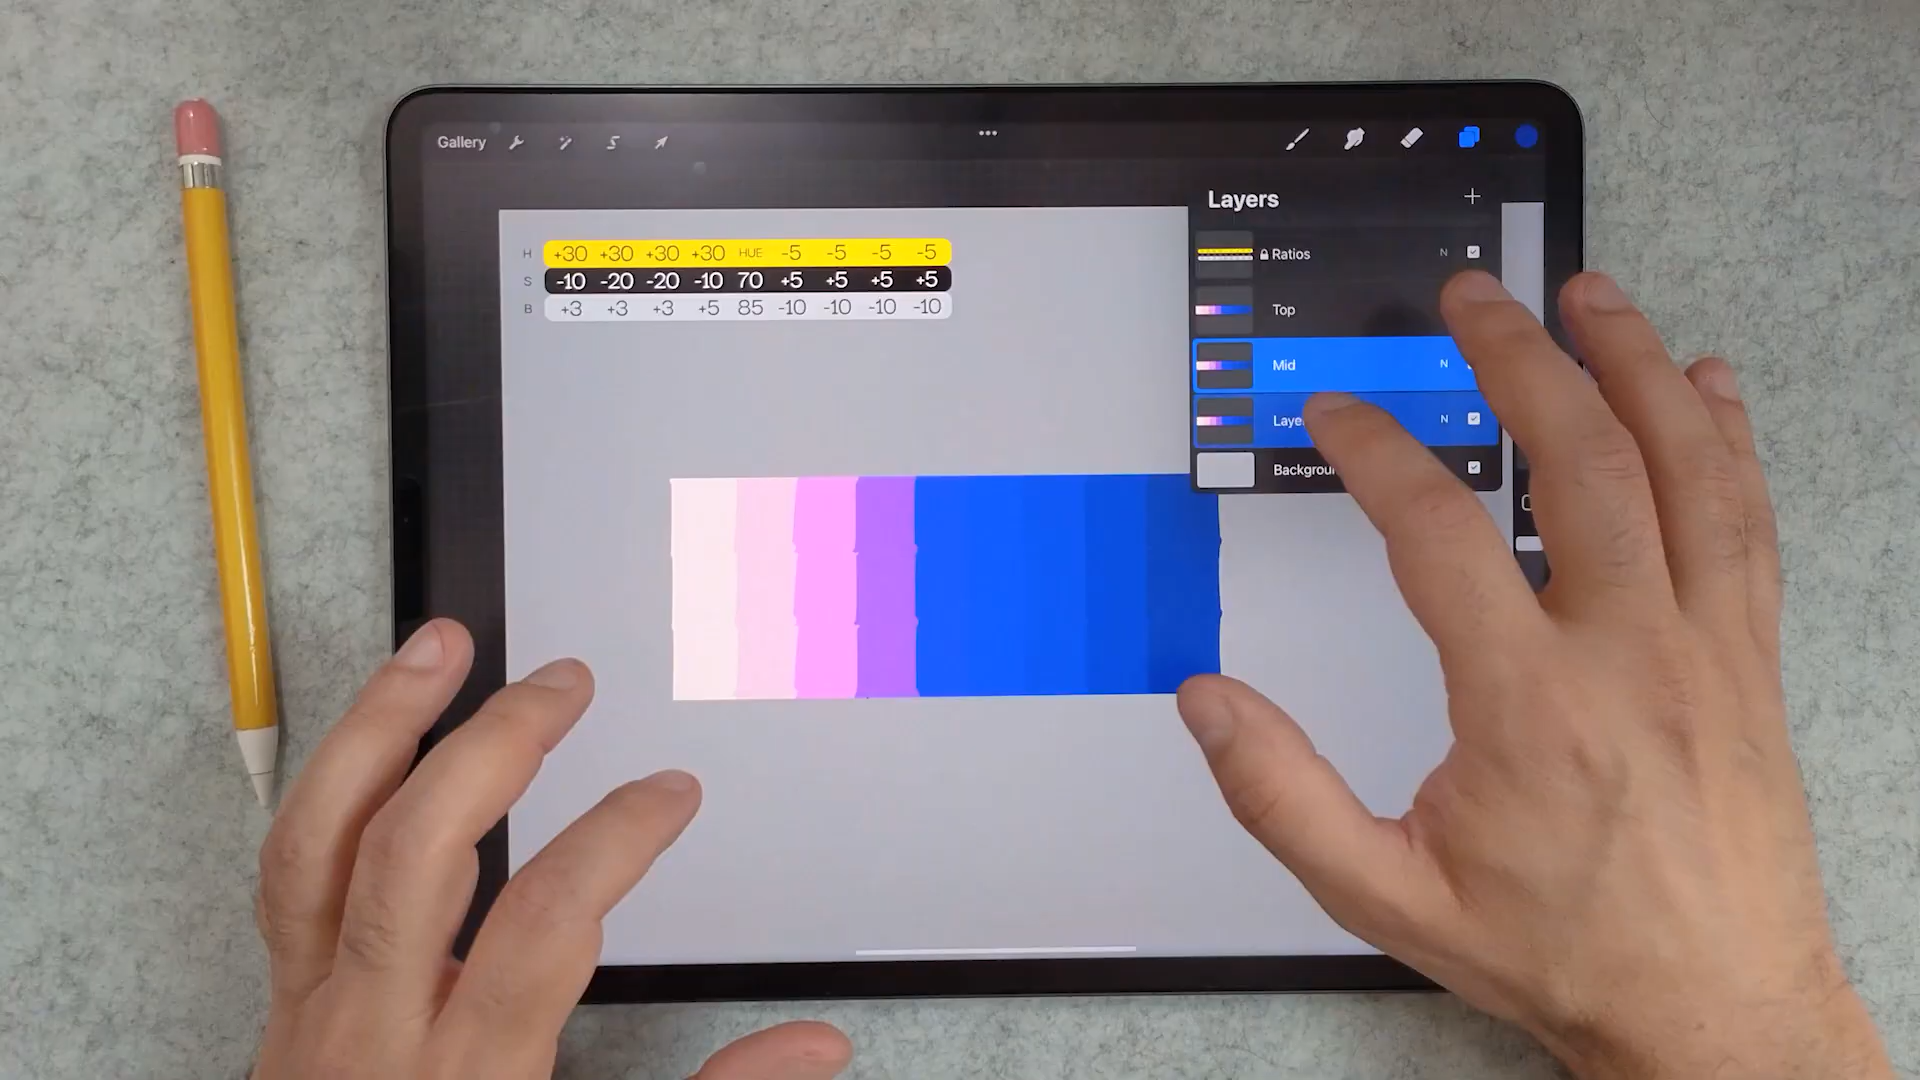 Gallery
Layers
H +30 +30 +30 +30 HUE -5 -5 -5 -5
S -10 -20 -20 -10 70 +5 +5 +5 +5
B +3 +3 +3 +5 85 -10 -10 -10 -10
Ratios N
Top
Mid N
N